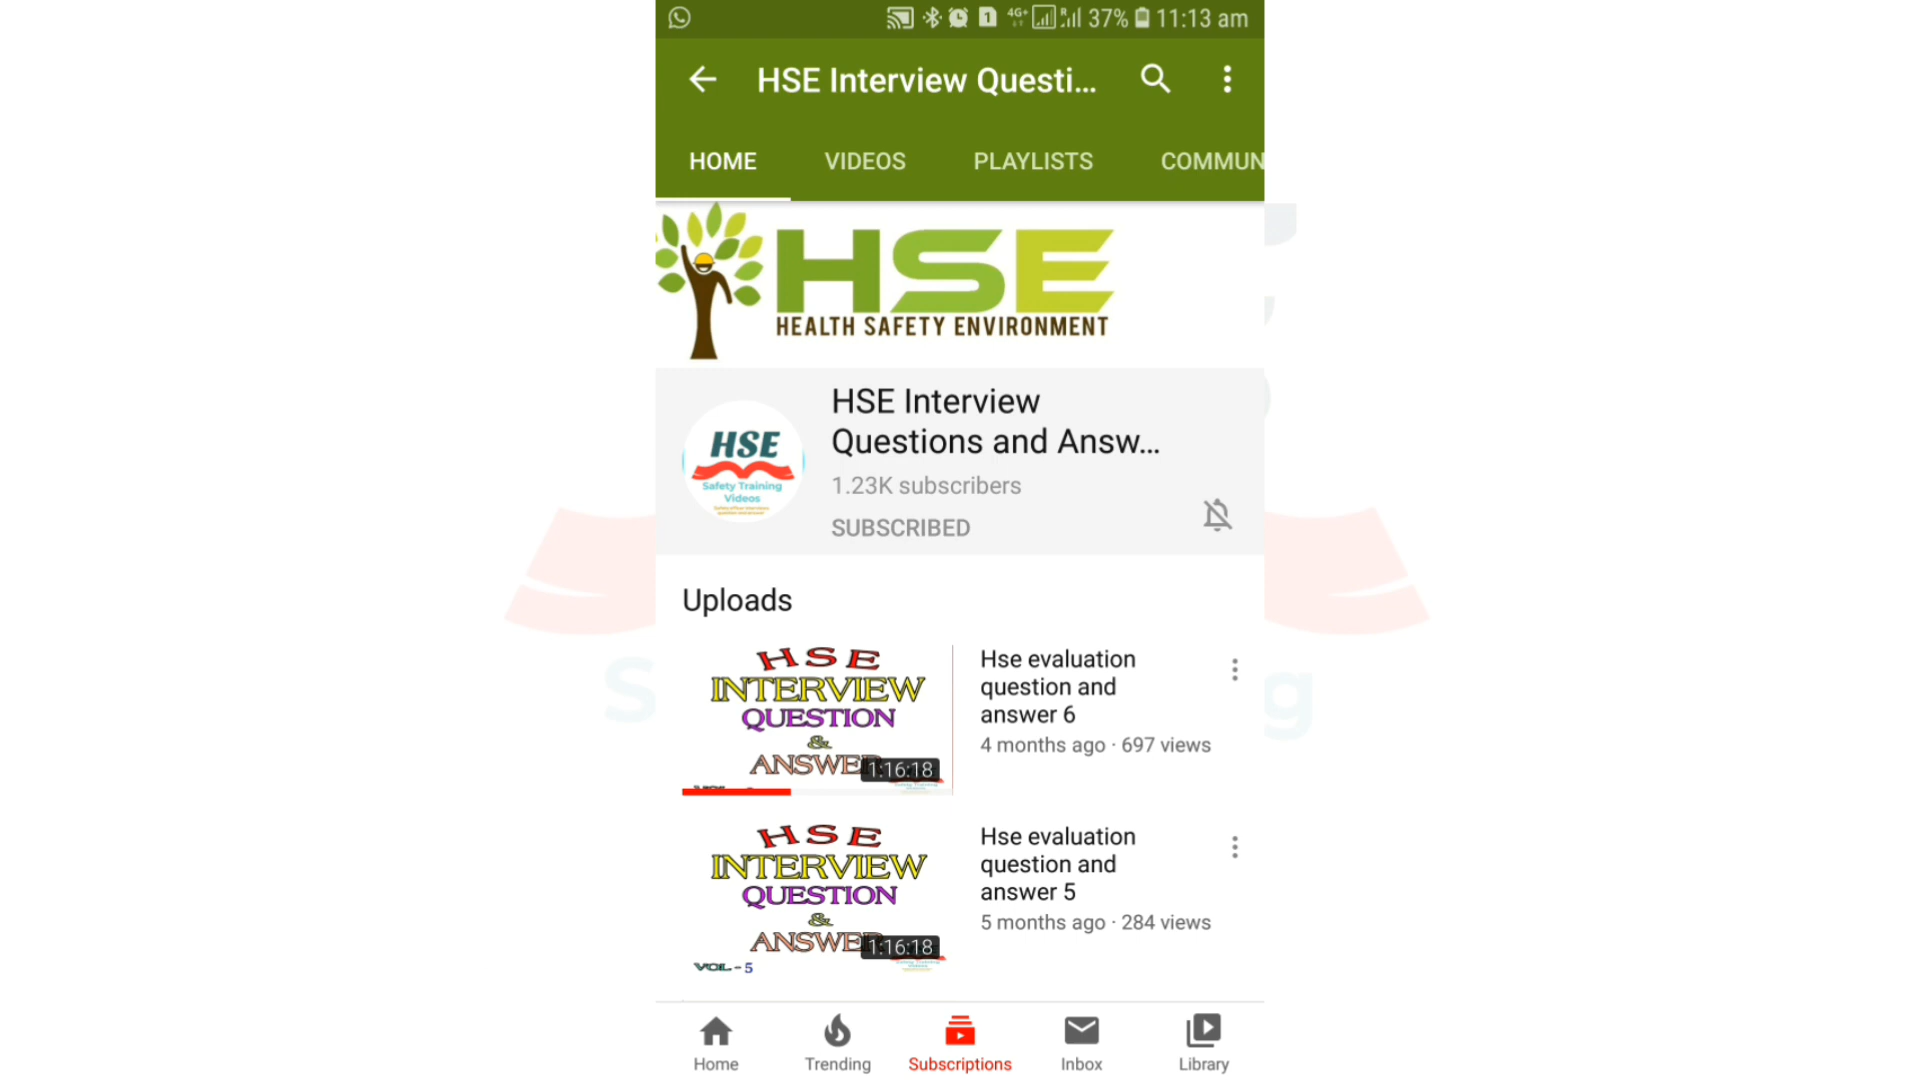 4G+ R 37% 11:13 am
HSE Interview Questi...
HOME VIDEOS PLAYLISTS COMMUN
HSE
HEALTH SAFETY ENVIRONMENT
HSE
Safety Training
Videos
HSE Interview
Questions and Answ...
1.23K subscribers
SUBSCRIBED
Uploads
HSE
INTERVIEW
QUESTION
&
ANSWER
1:16:18
Hse evaluation
question and
answer 6
4 months ago · 697 views
HSE
INTERVIEW
QUESTION
&
ANSWER
1:16:18
VOL - 5
Hse evaluation
question and
answer 5
5 months ago · 284 views
Home Trending Subscriptions Inbox Library